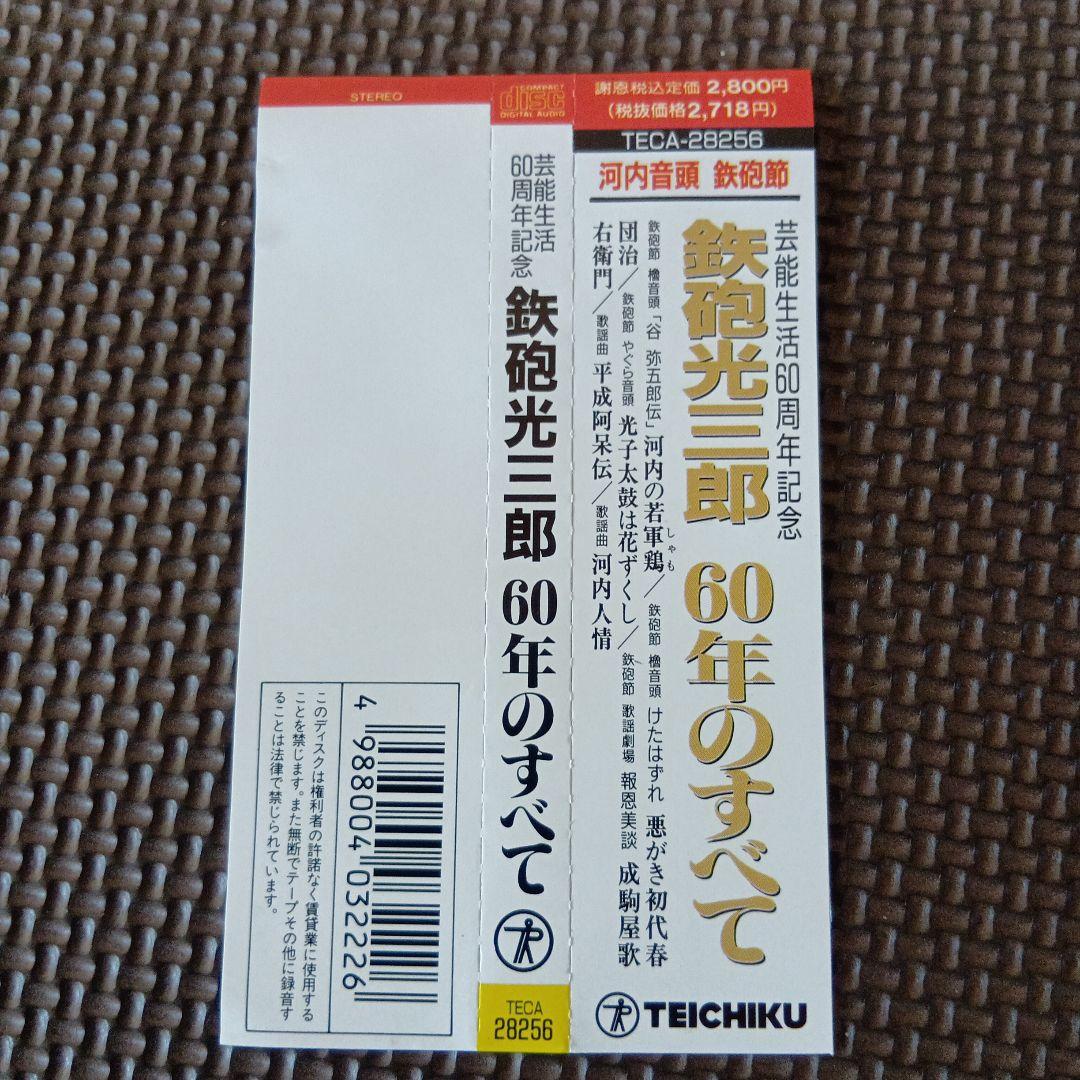 謝恩税込定価2,800円
(税抜価格2,718円)
TECA-28256
河内音頭 鉄砲節
芸能生活60周年記念
鉄砲光三郎 60年のすべて
鉄砲節 櫓音頭「谷 弥五郎伝」河内の若軍鶏/鉄砲節 櫓音頭 けたはずれ 悪がき初代春
しゃも
団治/鉄砲節 やぐら音頭 光子太鼓は花ずくし/鉄砲節 歌謡劇場 報恩美談 成駒屋歌
右衛門/歌謡曲 平成阿呆伝/歌謡曲 河内人情
TEICHIKU
COMPACT
disc
DIGITAL AUDIO
芸能生活
60周年記念
鉄砲光三郎 60年のすべて
TECA
28256
STEREO
4 988004 032226
このディスクは権利者の許諾なく賃貸業に使用する
ことを禁じます。また無断でテープその他に録音す
ることは法律で禁じられています。